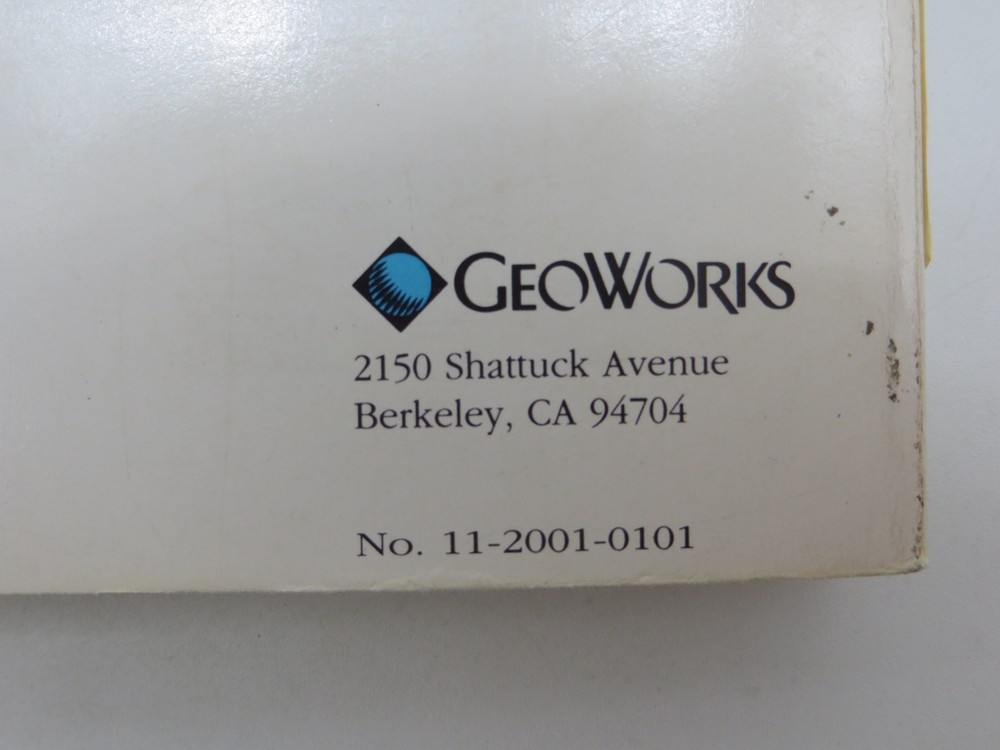 GEOWORKS
2150 Shattuck Avenue
Berkeley, CA 94704
No. 11-2001-0101